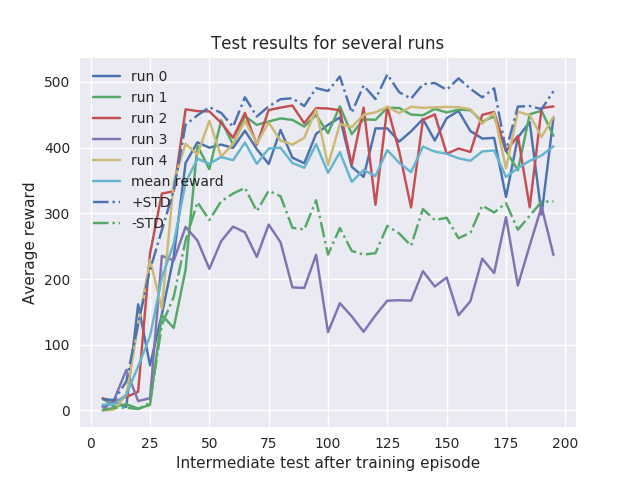 Test results for several runs
Average reward
500
400
300
200
100
0
run 0
run 1
run 2
run 3
run 4
mean reward
+STD
-STD
0 25 50 75 100 125 150 175 200
Intermediate test after training episode